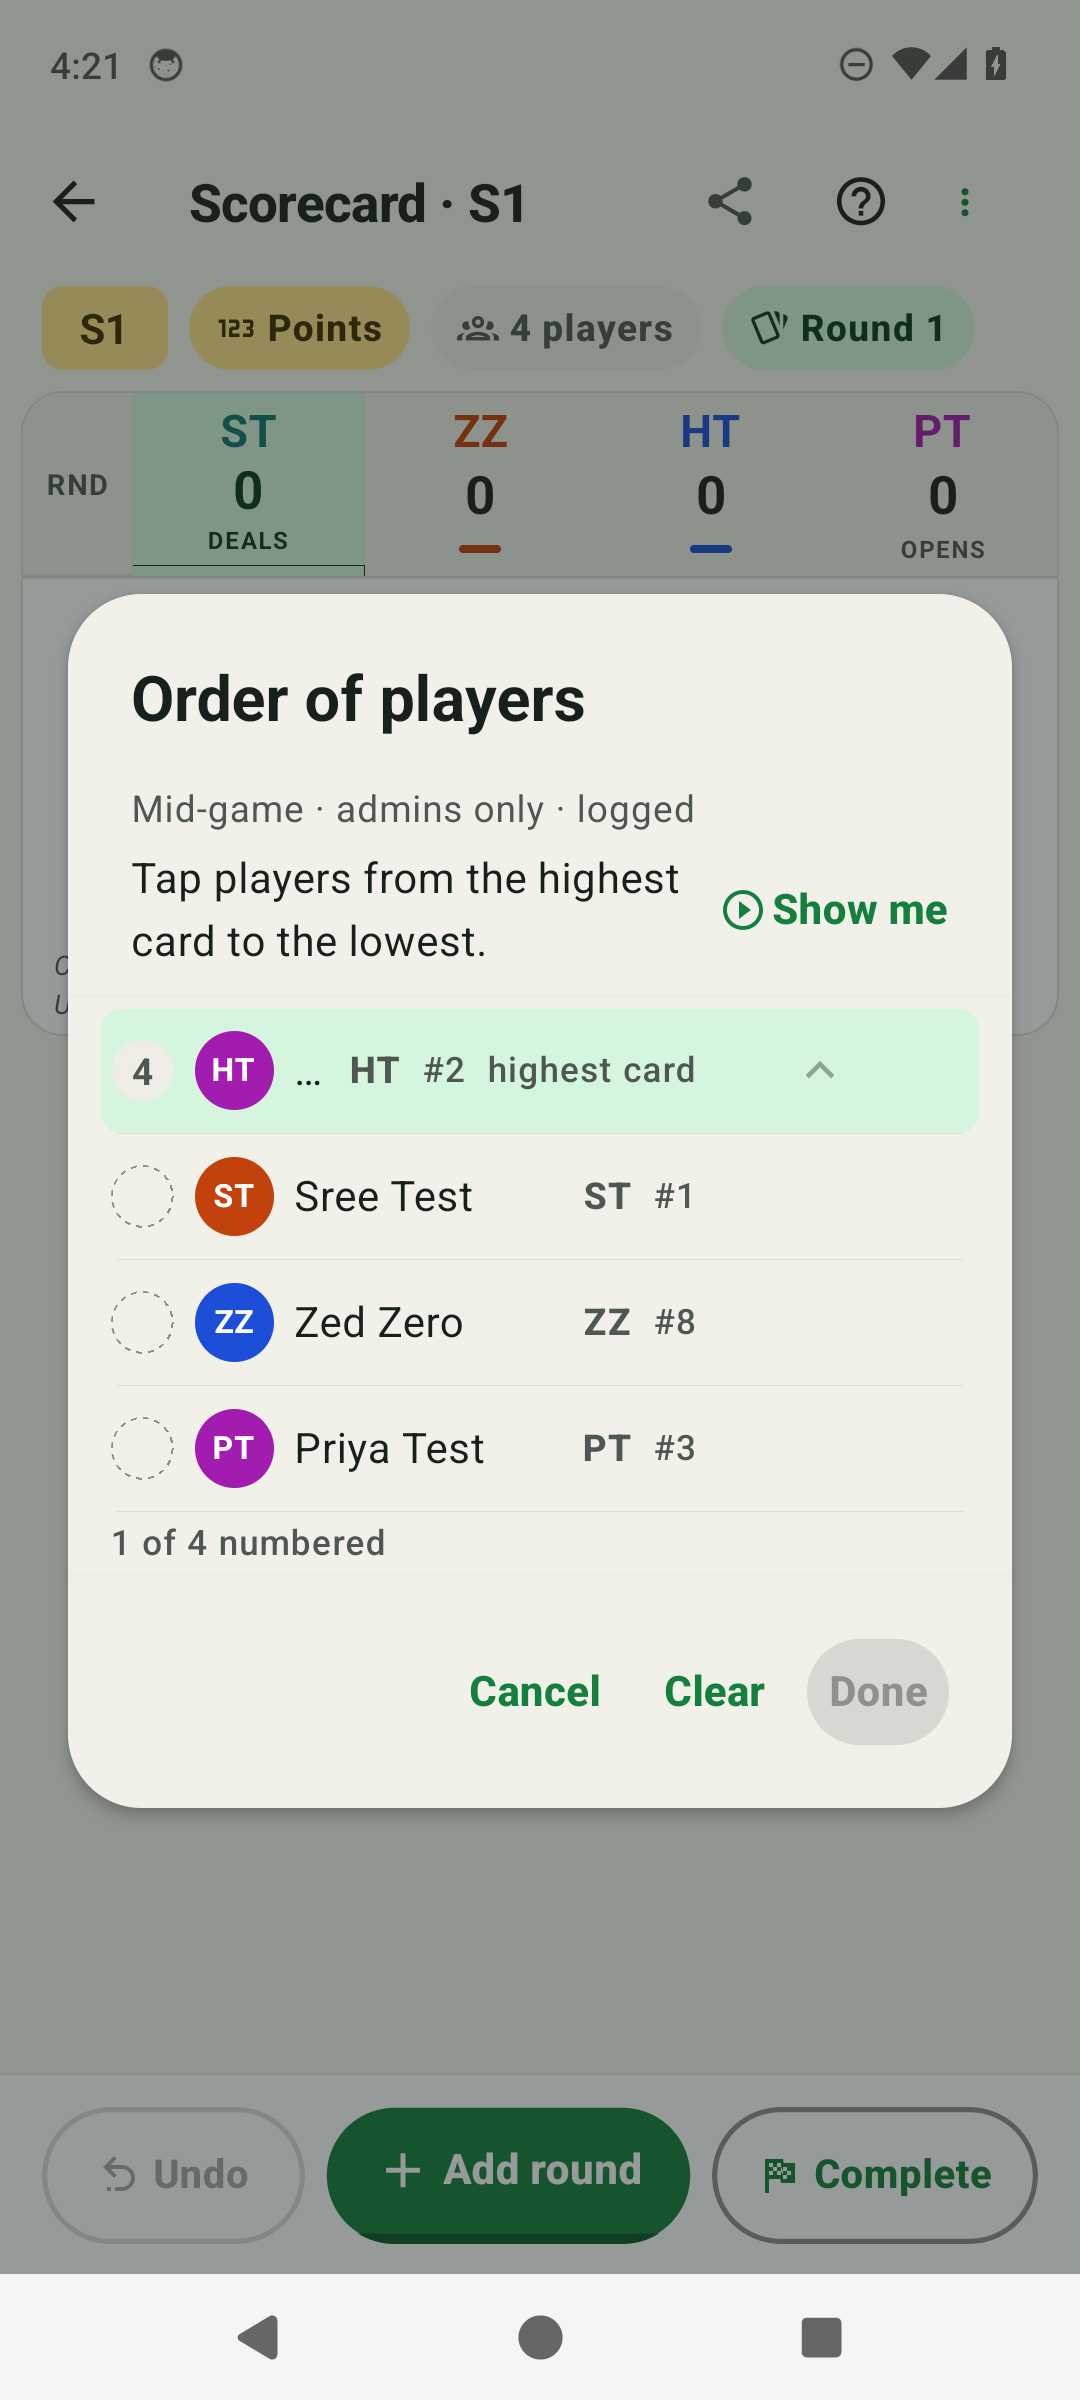 4:21
Scorecard · S1
S1
123 Points
4 players
Round 1
RND
ST
0
DEALS
ZZ
0
HT
0
PT
0
OPENS
Order of players
Mid-game · admins only · logged
Tap players from the highest
card to the lowest.
Show me
4 HT ... HT #2 highest card
ST Sree Test ST #1
ZZ Zed Zero ZZ #8
PT Priya Test PT #3
1 of 4 numbered
Cancel
Clear
Done
Undo
Add round
Complete